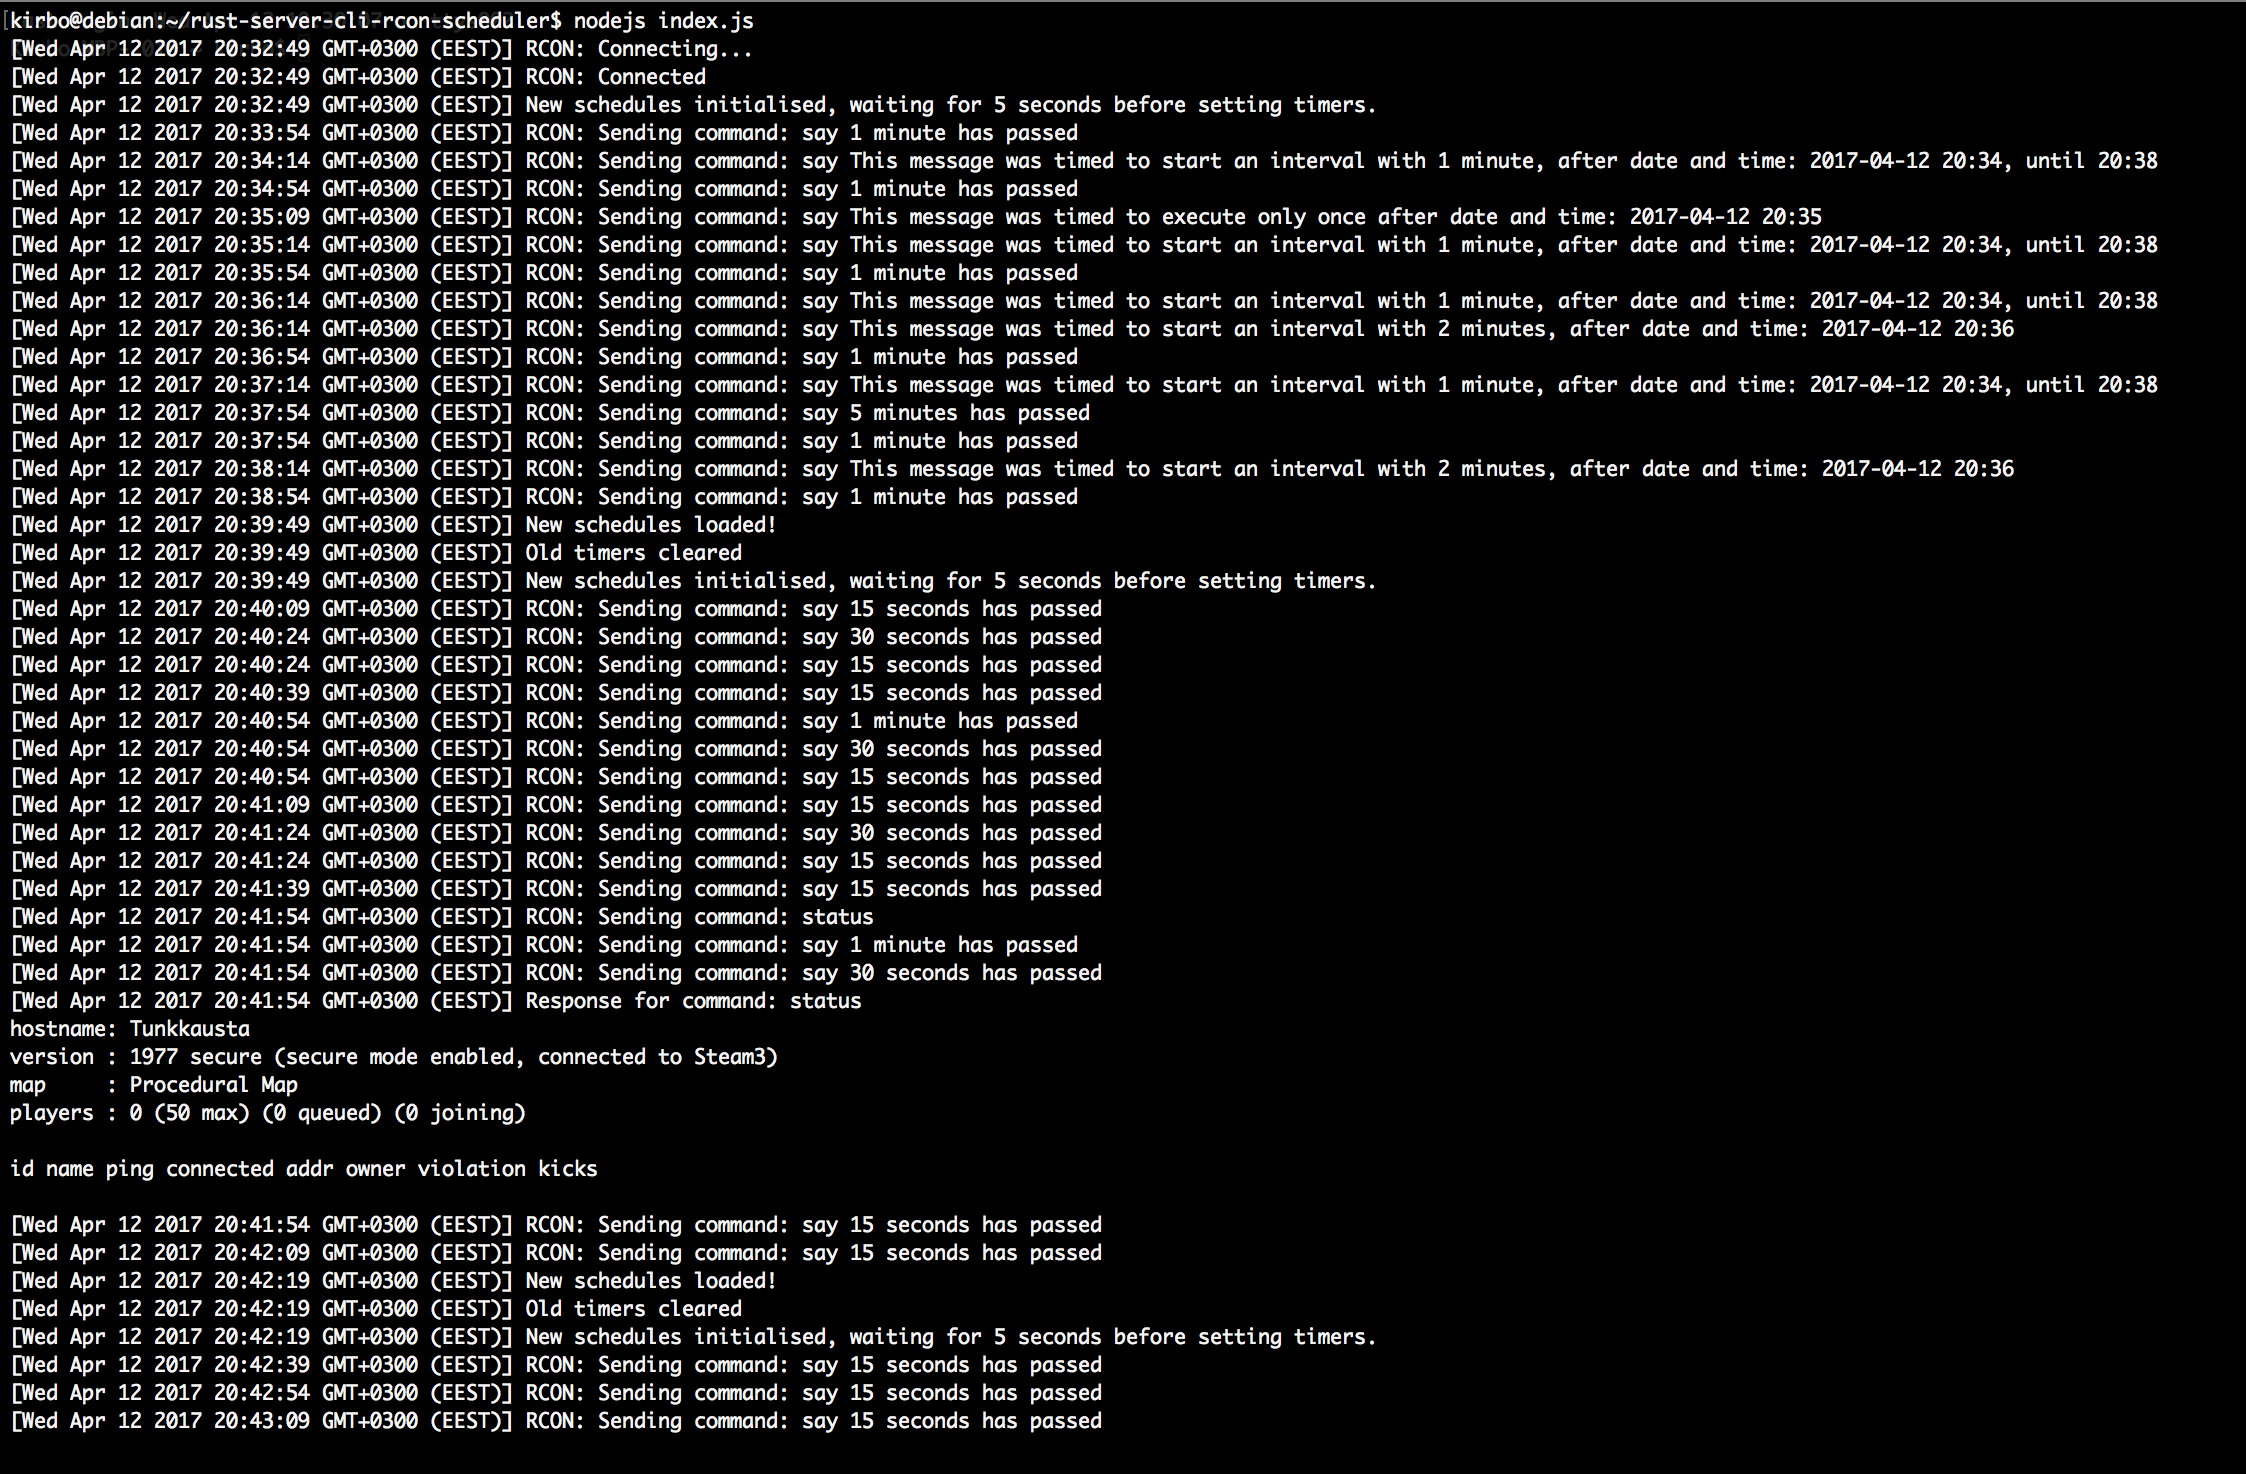 kirbo@debian:~/rust-server-cli-rcon-scheduler$ nodejs index.js
[Wed Apr 12 2017 20:32:49 GMT+0300 (EEST)] RCON: Connecting...
[Wed Apr 12 2017 20:32:49 GMT+0300 (EEST)] RCON: Connected
[Wed Apr 12 2017 20:32:49 GMT+0300 (EEST)] New schedules initialised, waiting for 5 seconds before setting timers.
[Wed Apr 12 2017 20:33:54 GMT+0300 (EEST)] RCON: Sending command: say 1 minute has passed
[Wed Apr 12 2017 20:34:14 GMT+0300 (EEST)] RCON: Sending command: say This message was timed to start an interval with 1 minute, after date and time: 2017-04-12 20:34, until 20:38
[Wed Apr 12 2017 20:34:54 GMT+0300 (EEST)] RCON: Sending command: say 1 minute has passed
[Wed Apr 12 2017 20:35:09 GMT+0300 (EEST)] RCON: Sending command: say This message was timed to execute only once after date and time: 2017-04-12 20:35
[Wed Apr 12 2017 20:35:14 GMT+0300 (EEST)] RCON: Sending command: say This message was timed to start an interval with 1 minute, after date and time: 2017-04-12 20:34, until 20:38
[Wed Apr 12 2017 20:35:54 GMT+0300 (EEST)] RCON: Sending command: say 1 minute has passed
[Wed Apr 12 2017 20:36:14 GMT+0300 (EEST)] RCON: Sending command: say This message was timed to start an interval with 1 minute, after date and time: 2017-04-12 20:34, until 20:38
[Wed Apr 12 2017 20:36:14 GMT+0300 (EEST)] RCON: Sending command: say This message was timed to start an interval with 2 minutes, after date and time: 2017-04-12 20:36
[Wed Apr 12 2017 20:36:54 GMT+0300 (EEST)] RCON: Sending command: say 1 minute has passed
[Wed Apr 12 2017 20:37:14 GMT+0300 (EEST)] RCON: Sending command: say This message was timed to start an interval with 1 minute, after date and time: 2017-04-12 20:34, until 20:38
[Wed Apr 12 2017 20:37:54 GMT+0300 (EEST)] RCON: Sending command: say 5 minutes has passed
[Wed Apr 12 2017 20:37:54 GMT+0300 (EEST)] RCON: Sending command: say 1 minute has passed
[Wed Apr 12 2017 20:38:14 GMT+0300 (EEST)] RCON: Sending command: say This message was timed to start an interval with 2 minutes, after date and time: 2017-04-12 20:36
[Wed Apr 12 2017 20:38:54 GMT+0300 (EEST)] RCON: Sending command: say 1 minute has passed
[Wed Apr 12 2017 20:39:49 GMT+0300 (EEST)] New schedules loaded!
[Wed Apr 12 2017 20:39:49 GMT+0300 (EEST)] Old timers cleared
[Wed Apr 12 2017 20:39:49 GMT+0300 (EEST)] New schedules initialised, waiting for 5 seconds before setting timers.
[Wed Apr 12 2017 20:40:09 GMT+0300 (EEST)] RCON: Sending command: say 15 seconds has passed
[Wed Apr 12 2017 20:40:24 GMT+0300 (EEST)] RCON: Sending command: say 30 seconds has passed
[Wed Apr 12 2017 20:40:24 GMT+0300 (EEST)] RCON: Sending command: say 15 seconds has passed
[Wed Apr 12 2017 20:40:39 GMT+0300 (EEST)] RCON: Sending command: say 15 seconds has passed
[Wed Apr 12 2017 20:40:54 GMT+0300 (EEST)] RCON: Sending command: say 1 minute has passed
[Wed Apr 12 2017 20:40:54 GMT+0300 (EEST)] RCON: Sending command: say 30 seconds has passed
[Wed Apr 12 2017 20:40:54 GMT+0300 (EEST)] RCON: Sending command: say 15 seconds has passed
[Wed Apr 12 2017 20:41:09 GMT+0300 (EEST)] RCON: Sending command: say 15 seconds has passed
[Wed Apr 12 2017 20:41:24 GMT+0300 (EEST)] RCON: Sending command: say 30 seconds has passed
[Wed Apr 12 2017 20:41:24 GMT+0300 (EEST)] RCON: Sending command: say 15 seconds has passed
[Wed Apr 12 2017 20:41:39 GMT+0300 (EEST)] RCON: Sending command: say 15 seconds has passed
[Wed Apr 12 2017 20:41:54 GMT+0300 (EEST)] RCON: Sending command: status
[Wed Apr 12 2017 20:41:54 GMT+0300 (EEST)] RCON: Sending command: say 1 minute has passed
[Wed Apr 12 2017 20:41:54 GMT+0300 (EEST)] RCON: Sending command: say 30 seconds has passed
[Wed Apr 12 2017 20:41:54 GMT+0300 (EEST)] Response for command: status
hostname: Tunkkausta
version : 1977 secure (secure mode enabled, connected to Steam3)
map     : Procedural Map
players : 0 (50 max) (0 queued) (0 joining)
id name ping connected addr owner violation kicks
[Wed Apr 12 2017 20:41:54 GMT+0300 (EEST)] RCON: Sending command: say 15 seconds has passed
[Wed Apr 12 2017 20:42:09 GMT+0300 (EEST)] RCON: Sending command: say 15 seconds has passed
[Wed Apr 12 2017 20:42:19 GMT+0300 (EEST)] New schedules loaded!
[Wed Apr 12 2017 20:42:19 GMT+0300 (EEST)] Old timers cleared
[Wed Apr 12 2017 20:42:19 GMT+0300 (EEST)] New schedules initialised, waiting for 5 seconds before setting timers.
[Wed Apr 12 2017 20:42:39 GMT+0300 (EEST)] RCON: Sending command: say 15 seconds has passed
[Wed Apr 12 2017 20:42:54 GMT+0300 (EEST)] RCON: Sending command: say 15 seconds has passed
[Wed Apr 12 2017 20:43:09 GMT+0300 (EEST)] RCON: Sending command: say 15 seconds has passed